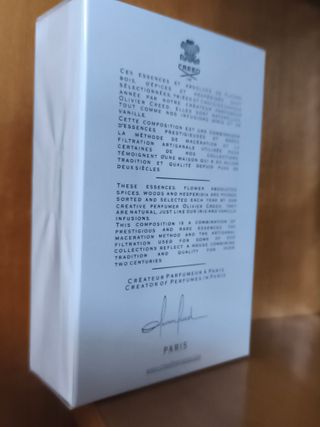 CREED
CES ESSENCES ET ABSOLUES DE FLEURS,
BOIS, ÉPICES ET HESPÉRIDÉS SONT
SÉLECTIONNÉES, TRIÉES ET CHOISIES CHAQUE
ANNÉE PAR NOTRE CRÉATEUR PARFUMEUR
OLIVIER CREED. ELLES SONT NATURELLES
TOUT COMME NOS INFUSIONS D'IRIS ET DE
VANILLE.
CETTE COMPOSITION EST UNE COMBINAISON
D'ESSENCES PRESTIGIEUSES ET RARES
LA MÉTHODE DE MACÉRATION ET LA
FILTRATION ARTISANALE UTILISÉE POUR
CERTAINES DE NOS COLLECTIONS
TÉMOIGNENT D'UNE MAISON QUI A SU ALLIER
TRADITION ET QUALITÉ DEPUIS PLUS DE
DEUX SIÈCLES
THESE ESSENCES, FLOWER ABSOLUTES
SPICES, WOODS AND HESPERIDIA ARE PICKED
SORTED AND SELECTED EACH YEAR BY OUR
CREATIVE PERFUMER OLIVIER CREED. THEY
ARE NATURAL, JUST LIKE OUR IRIS AND VANILLA
INFUSIONS.
THIS COMPOSITION IS A COMBINATION OF
PRESTIGIOUS AND RARE ESSENCES. THE
MACERATION METHOD AND THE ARTISANAL
FILTRATION USED FOR SOME OF OUR
COLLECTIONS REFLECT A HOUSE COMBINING
TRADITION AND QUALITY FOR OVER
TWO CENTURIES
CRÉATEUR PARFUMEUR À PARIS
CREATOR OF PERFUMES IN PARIS
PARIS